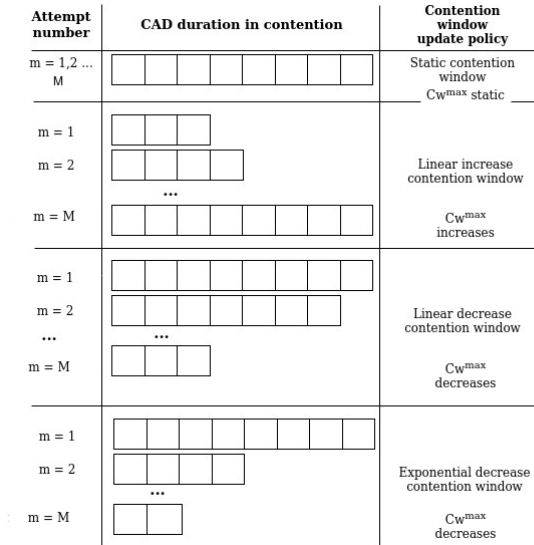 Attempt number
CAD duration in contention
Contention window update policy
m = 1,2 ... M
Static contention window
Cwᵐᵃˣ static
m = 1
m = 2
...
m = M
Linear increase contention window
Cwᵐᵃˣ increases
m = 1
m = 2
... ...
m = M
Linear decrease contention window
Cwᵐᵃˣ decreases
m = 1
m = 2
...
m = M
Exponential decrease contention window
Cwᵐᵃˣ decreases